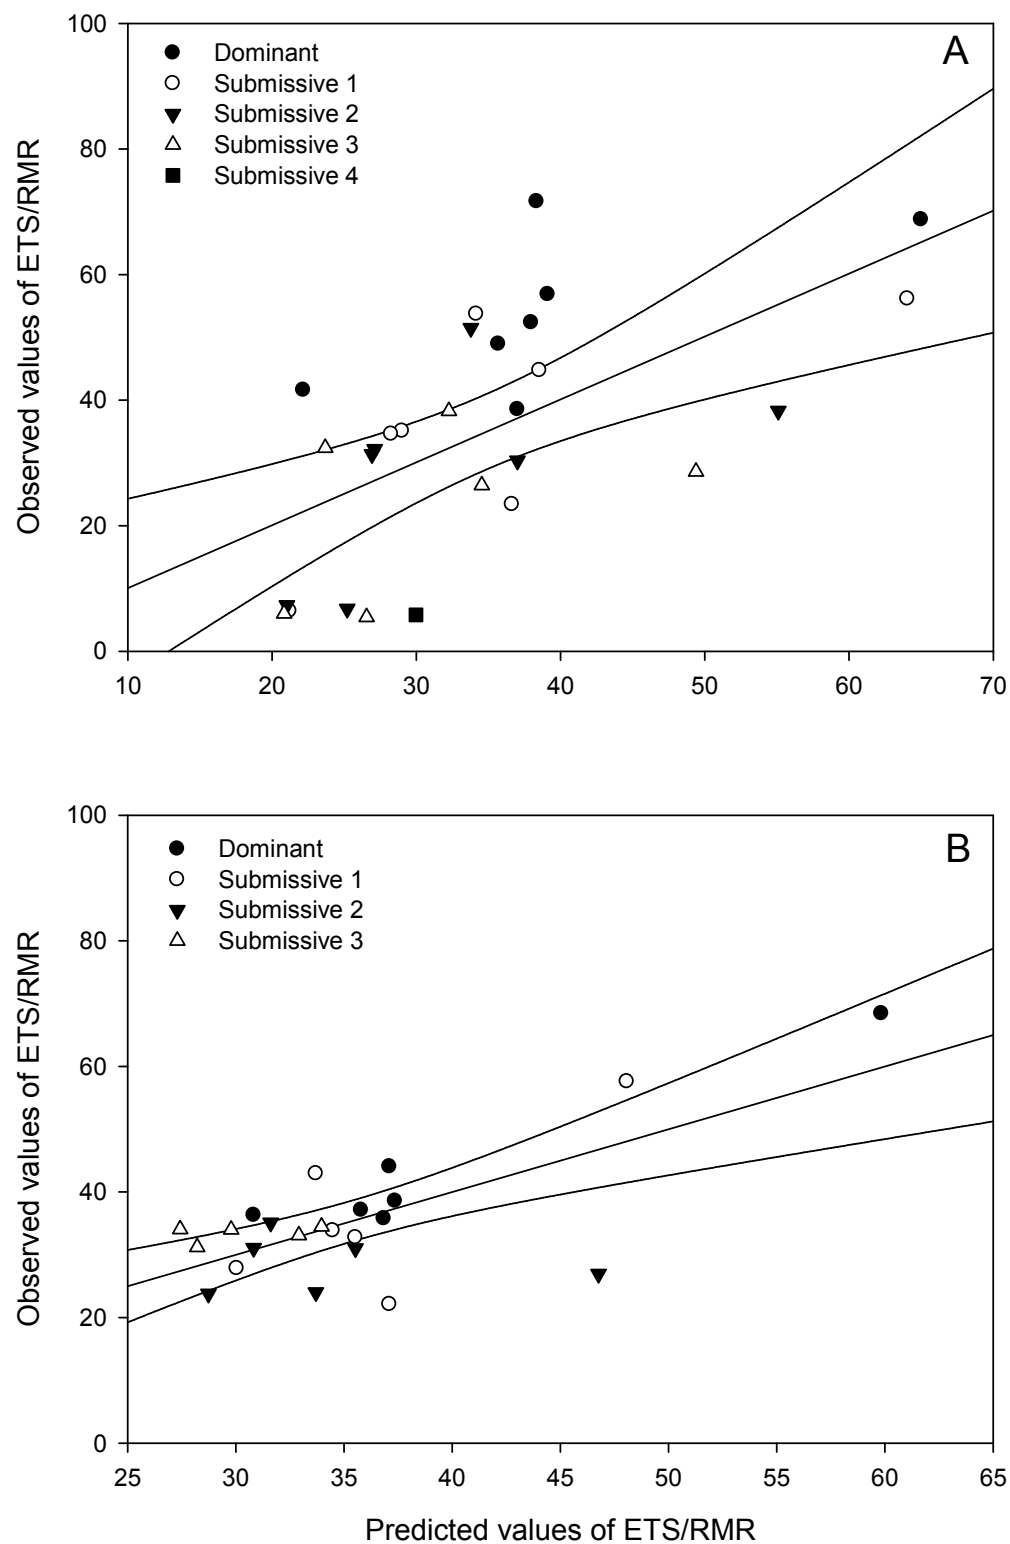 100
80
60
40
20
0
Observed values of ETS/RMR
Dominant
Submissive 1
Submissive 2
Submissive 3
Submissive 4
A
10 20 30 40 50 60 70
100
80
60
40
20
0
Observed values of ETS/RMR
Dominant
Submissive 1
Submissive 2
Submissive 3
B
25 30 35 40 45 50 55 60 65
Predicted values of ETS/RMR